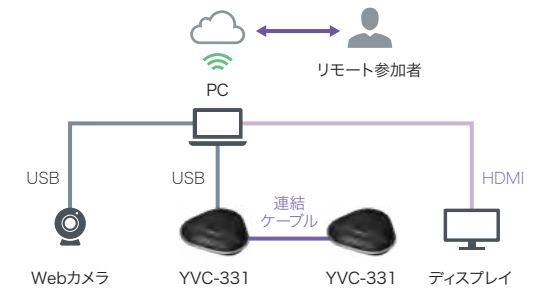 リモート参加者
PC
USB
USB
HDMI
連結
ケーブル
Webカメラ
YVC-331
YVC-331
ディスプレイ